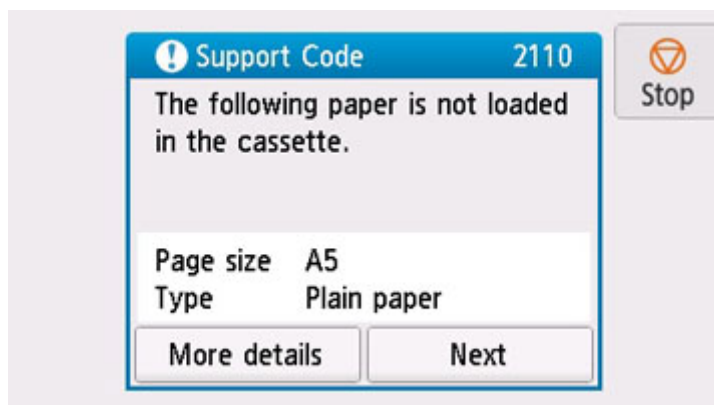 Support Code 2110
Stop
The following paper is not loaded
in the cassette.
Page size A5
Type Plain paper
More details Next